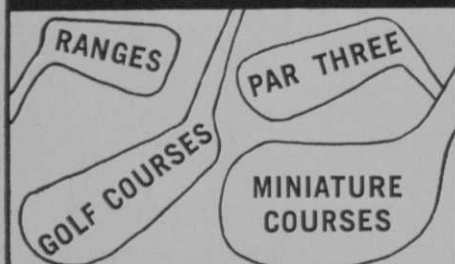 RANGES
PAR THREE
GOLF COURSES
MINIATURE
COURSES